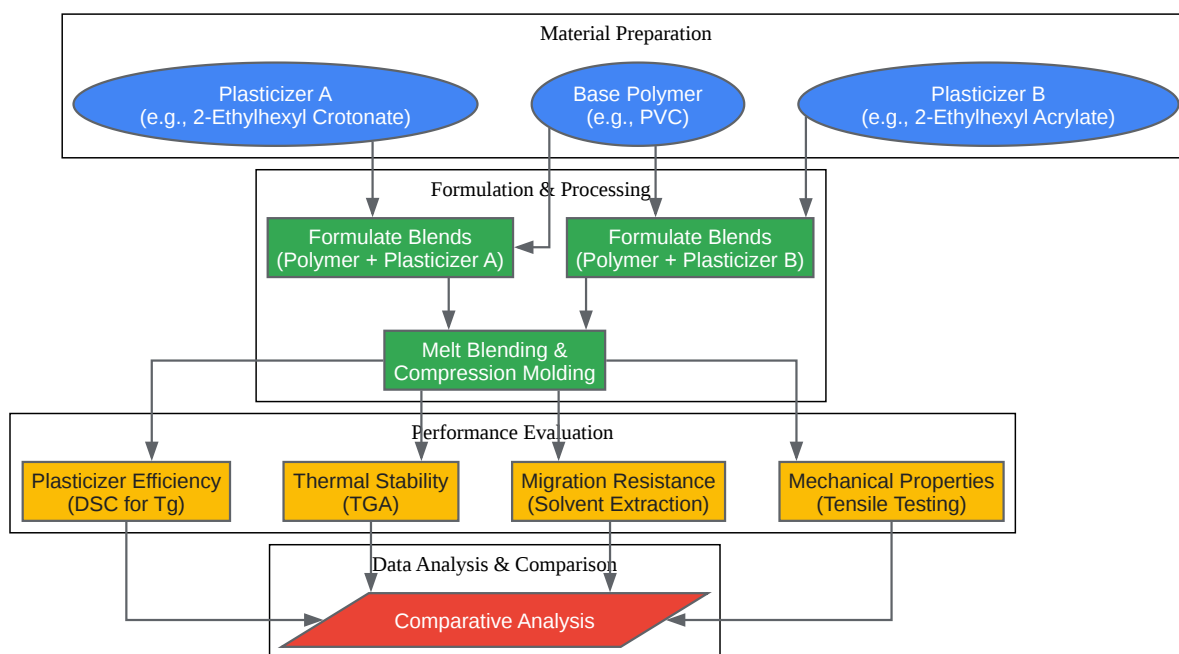 Material Preparation
Plasticizer A
(e.g., 2-Ethylhexyl Crotonate)
Base Polymer
(e.g., PVC)
Plasticizer B
(e.g., 2-Ethylhexyl Acrylate)
Formulation & Processing
Formulate Blends
(Polymer + Plasticizer A)
Formulate Blends
(Polymer + Plasticizer B)
Melt Blending &
Compression Molding
Performance Evaluation
Plasticizer Efficiency
(DSC for Tg)
Thermal Stability
(TGA)
Migration Resistance
(Solvent Extraction)
Mechanical Properties
(Tensile Testing)
Data Analysis & Comparison
Comparative Analysis